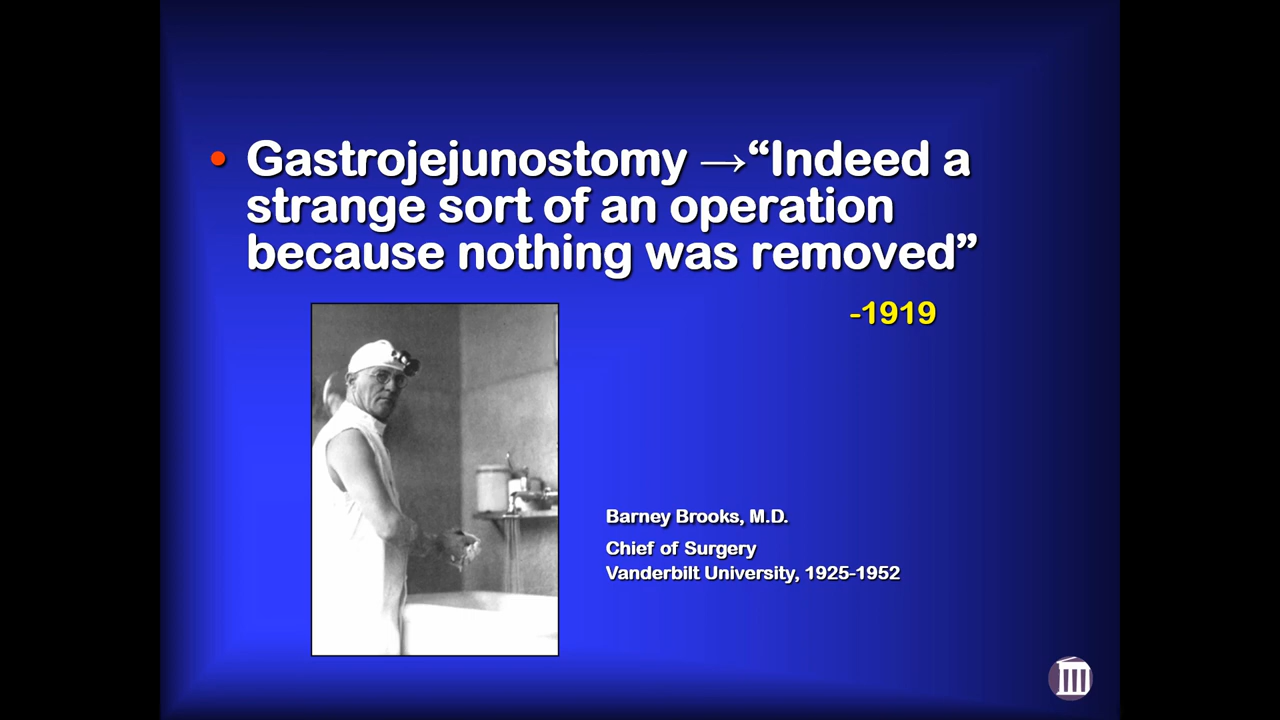 • Gastrojejunostomy →“Indeed a
strange sort of an operation
because nothing was removed”
-1919
Barney Brooks, M.D.
Chief of Surgery
Vanderbilt University, 1925-1952